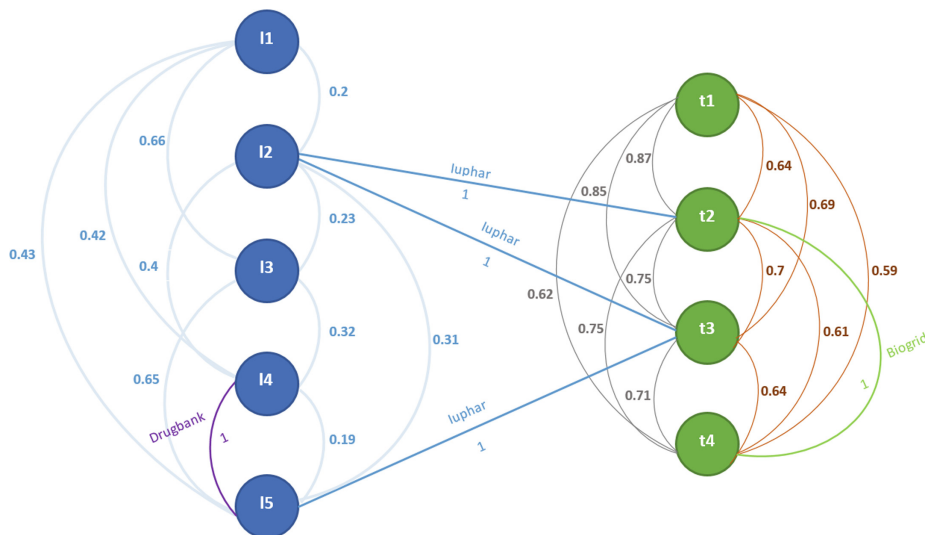 l1
0.2
t1
0.66
0.87
0.64
l2
luphar
1
0.85
0.69
t2
0.23
luphar
0.42
0.43
0.4
1
l3
0.75
0.7
0.59
0.62
0.32
0.75
t3
0.61
Biogrid
0.31
1
0.65
l4
0.71
0.64
Drugbank
1
luphar
0.19
1
t4
l5